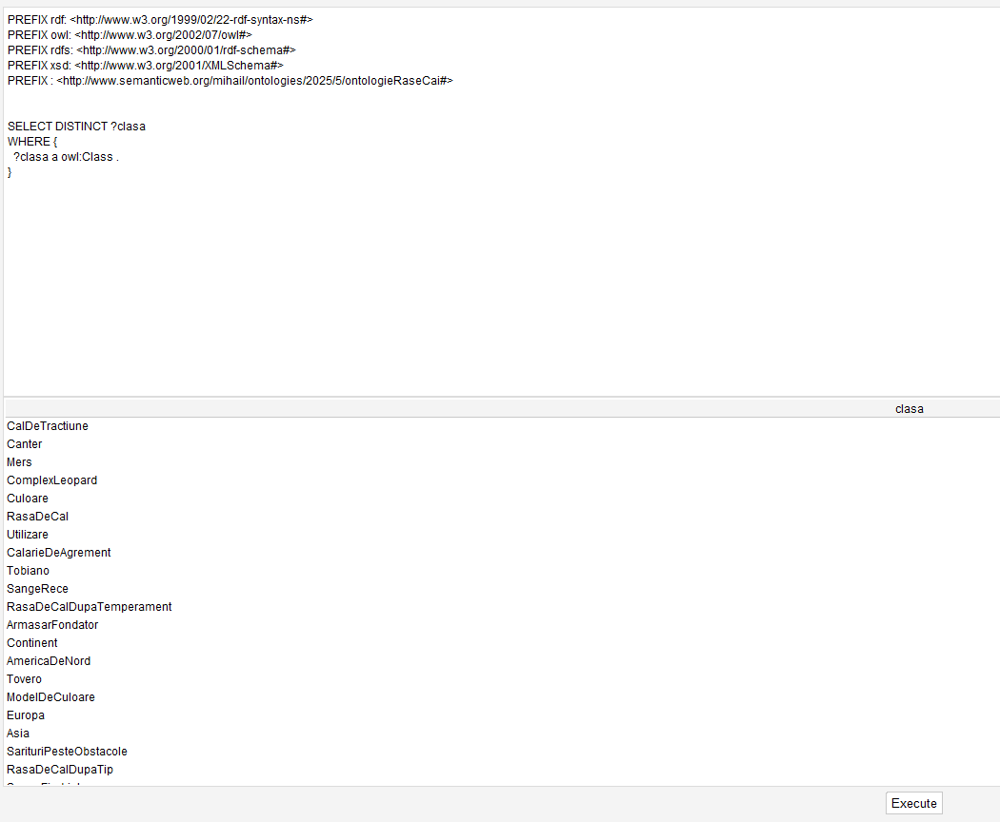 PREFIX rdf: <http://www.w3.org/1999/02/22-rdf-syntax-ns#>
PREFIX owl: <http://www.w3.org/2002/07/owl#>
PREFIX rdfs: <http://www.w3.org/2000/01/rdf-schema#>
PREFIX xsd: <http://www.w3.org/2001/XMLSchema#>
PREFIX : <http://www.semanticweb.org/mihail/ontologies/2025/5/ontologieRaseCai#>
SELECT DISTINCT ?clasa
WHERE {
?clasa a owl:Class .
}
clasa
CalDeTractiune
Canter
Mers
ComplexLeopard
Culoare
RasaDeCal
Utilizare
CalarieDeAgrement
Tobiano
SangeRece
RasaDeCalDupaTemperament
ArmasarFondator
Continent
AmericaDeNord
Tovero
ModelDeCuloare
Europa
Asia
SarituriPesteObstacole
RasaDeCalDupaTip
Execute